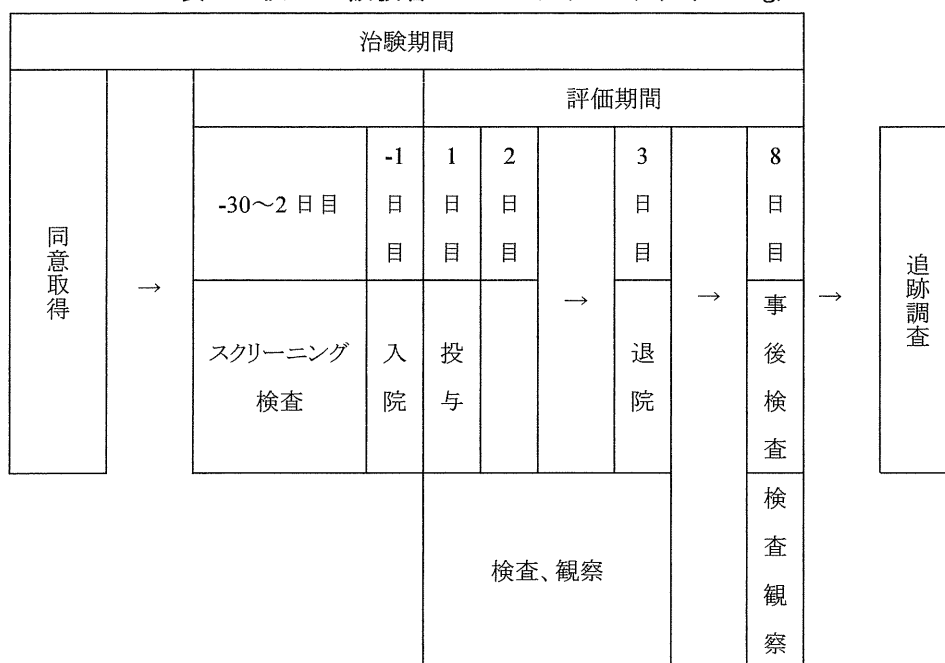 治験期間
評価期間
同意取得
→
-30～2 日目
-1日目
1日目
2日目
→
3日目
→
8日目
→
追跡調査
スクリーニング
検査
入院
投与
退院
事後検査
検査、観察
検査観察